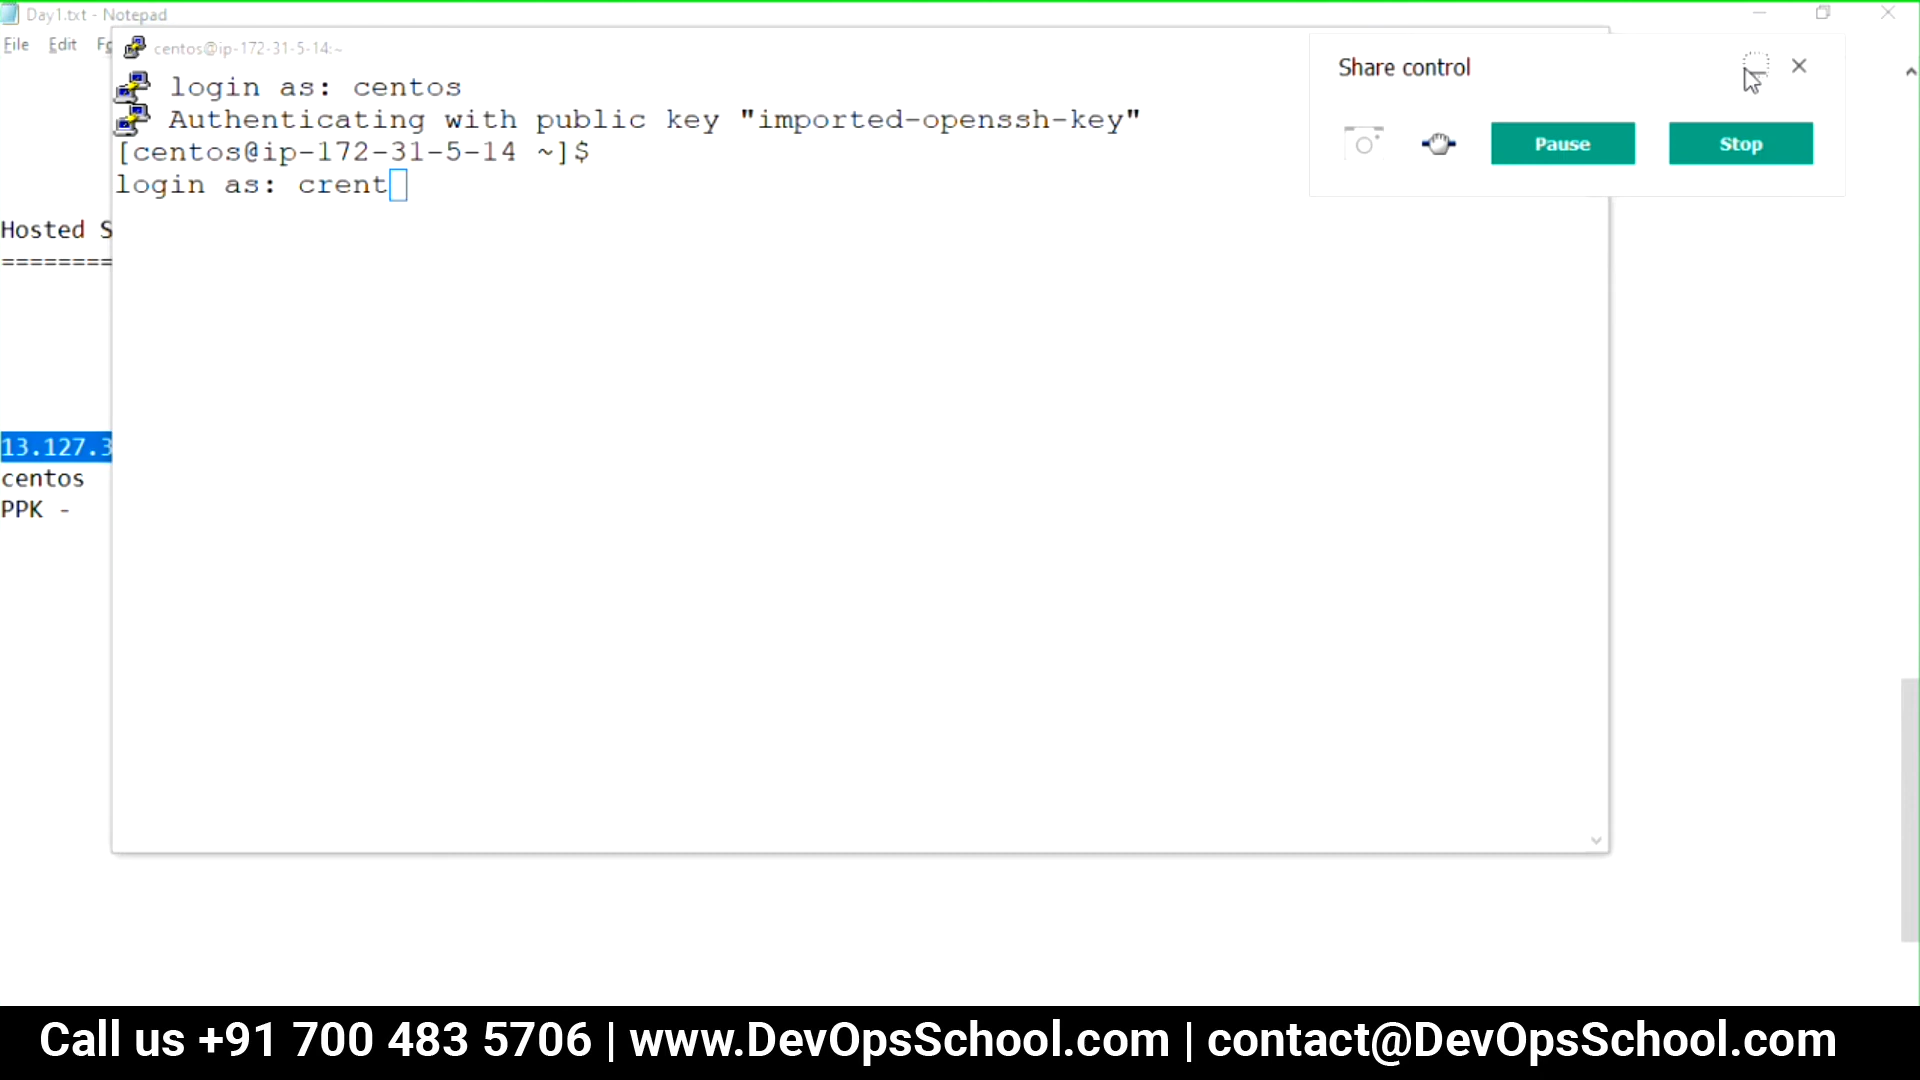 Day1.txt - Notepad
File Edit Fo
centos@ip-172-31-5-14:~
login as: centos
Authenticating with public key "imported-openssh-key"
[centos@ip-172-31-5-14 ~]$
login as: crent
Share control
Pause
Stop
Hosted S
========
13.127.3
centos
PPK -
Call us +91 700 483 5706 | www.DevOpsSchool.com | contact@DevOpsSchool.com